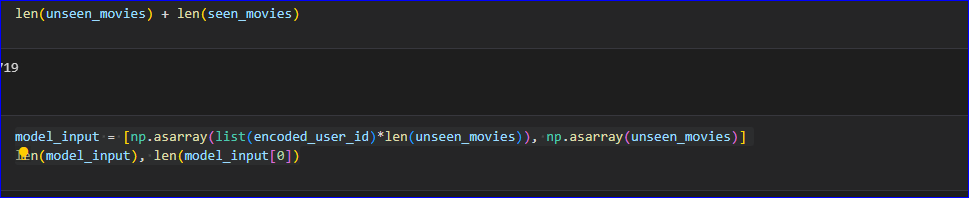 len(unseen_movies) + len(seen_movies)
719
model_input = [np.asarray(list(encoded_user_id)*len(unseen_movies)), np.asarray(unseen_movies)]
len(model_input), len(model_input[0])